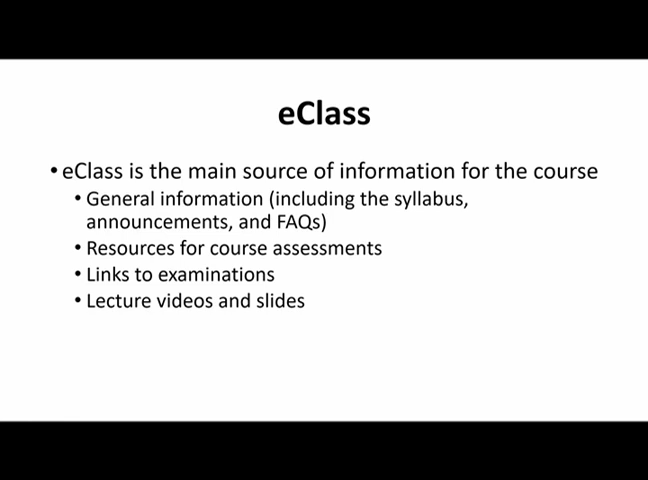 eClass
• eClass is the main source of information for the course
• General information (including the syllabus,
announcements, and FAQs)
• Resources for course assessments
• Links to examinations
• Lecture videos and slides